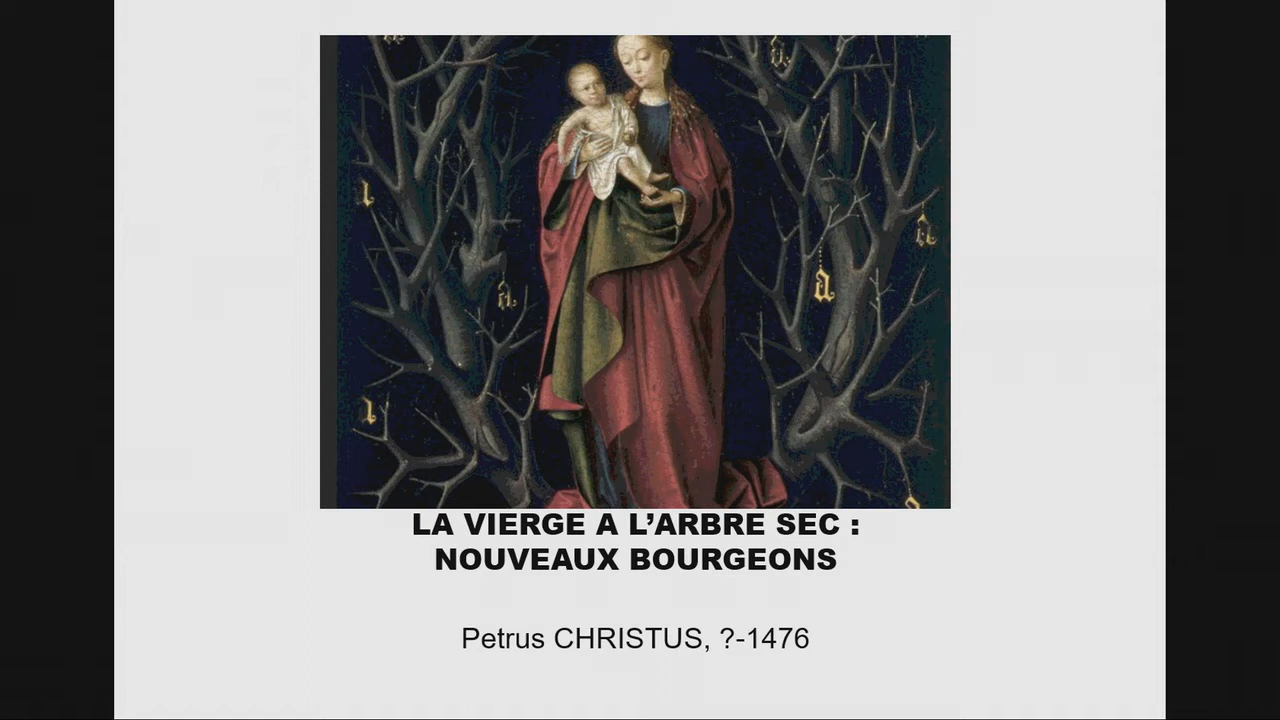 a
a
a
a
a
LA VIERGE A L’ARBRE SEC :
NOUVEAUX BOURGEONS
Petrus CHRISTUS, ?-1476